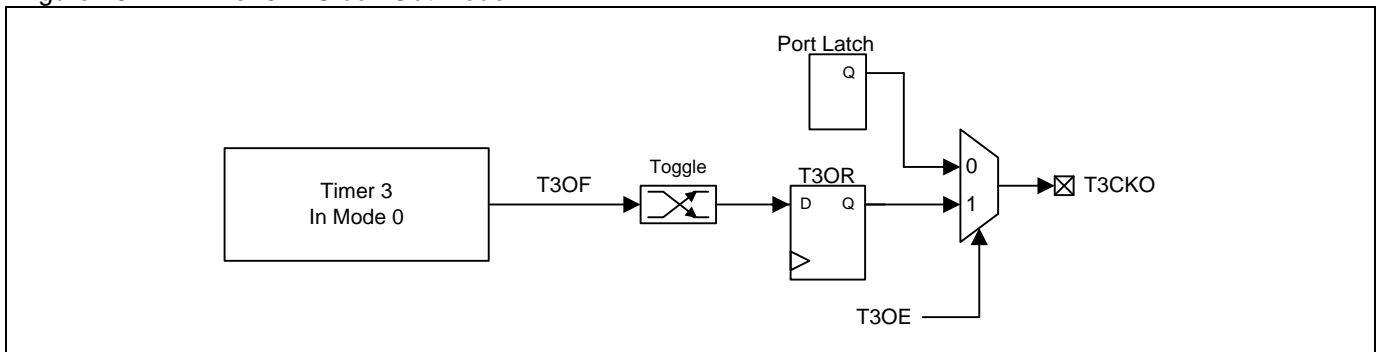 Port Latch
Q
Toggle
T3OR
0
Timer 3
In Mode 0
T3OF
T3CKO
D
Q
1
T3OE